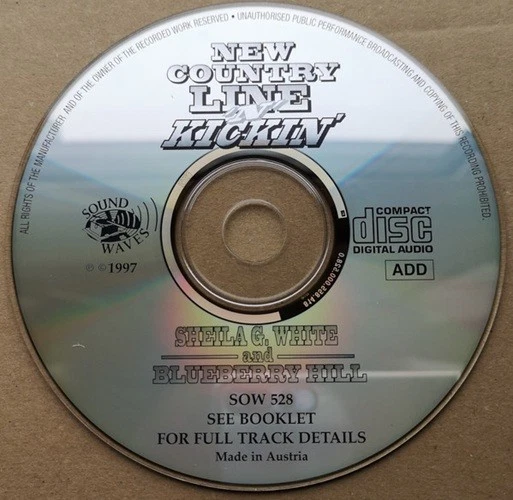 ALL RIGHTS OF THE MANUFACTURER, AND OF THE OWNER OF THE RECORDED WORK RESERVED • UNAUTHORISED PUBLIC PERFORMANCE BROADCASTING AND COPYING OF THIS RECORDING PROHIBITED.
NEW
COUNTRY
LINE
KICKIN'
SOUND
WAVES
℗ © 1997
COMPACT
disc
DIGITAL AUDIO
ADD
SHEILA G. WHITE
and
BLUEBERRY HILL
SOW 528
SEE BOOKLET
FOR FULL TRACK DETAILS
Made in Austria